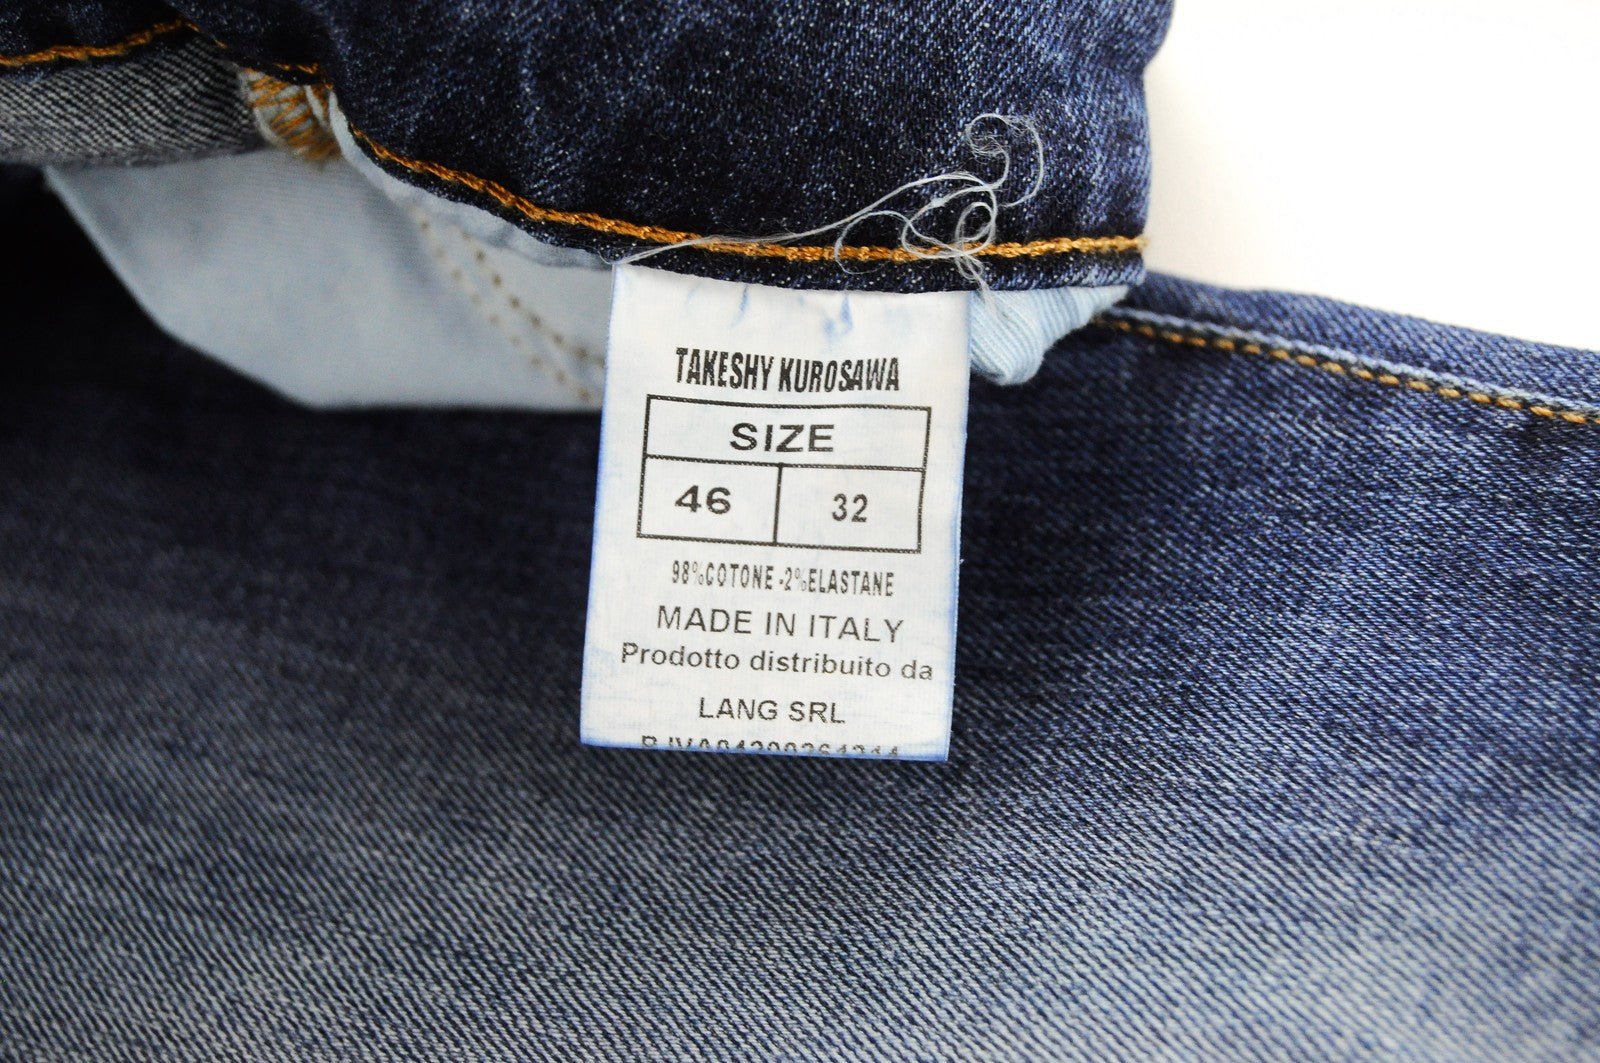 TAKESHY KUROSAWA
SIZE
46 32
98%COTONE-2%ELASTANE
MADE IN ITALY
Prodotto distribuito da
LANG SRL